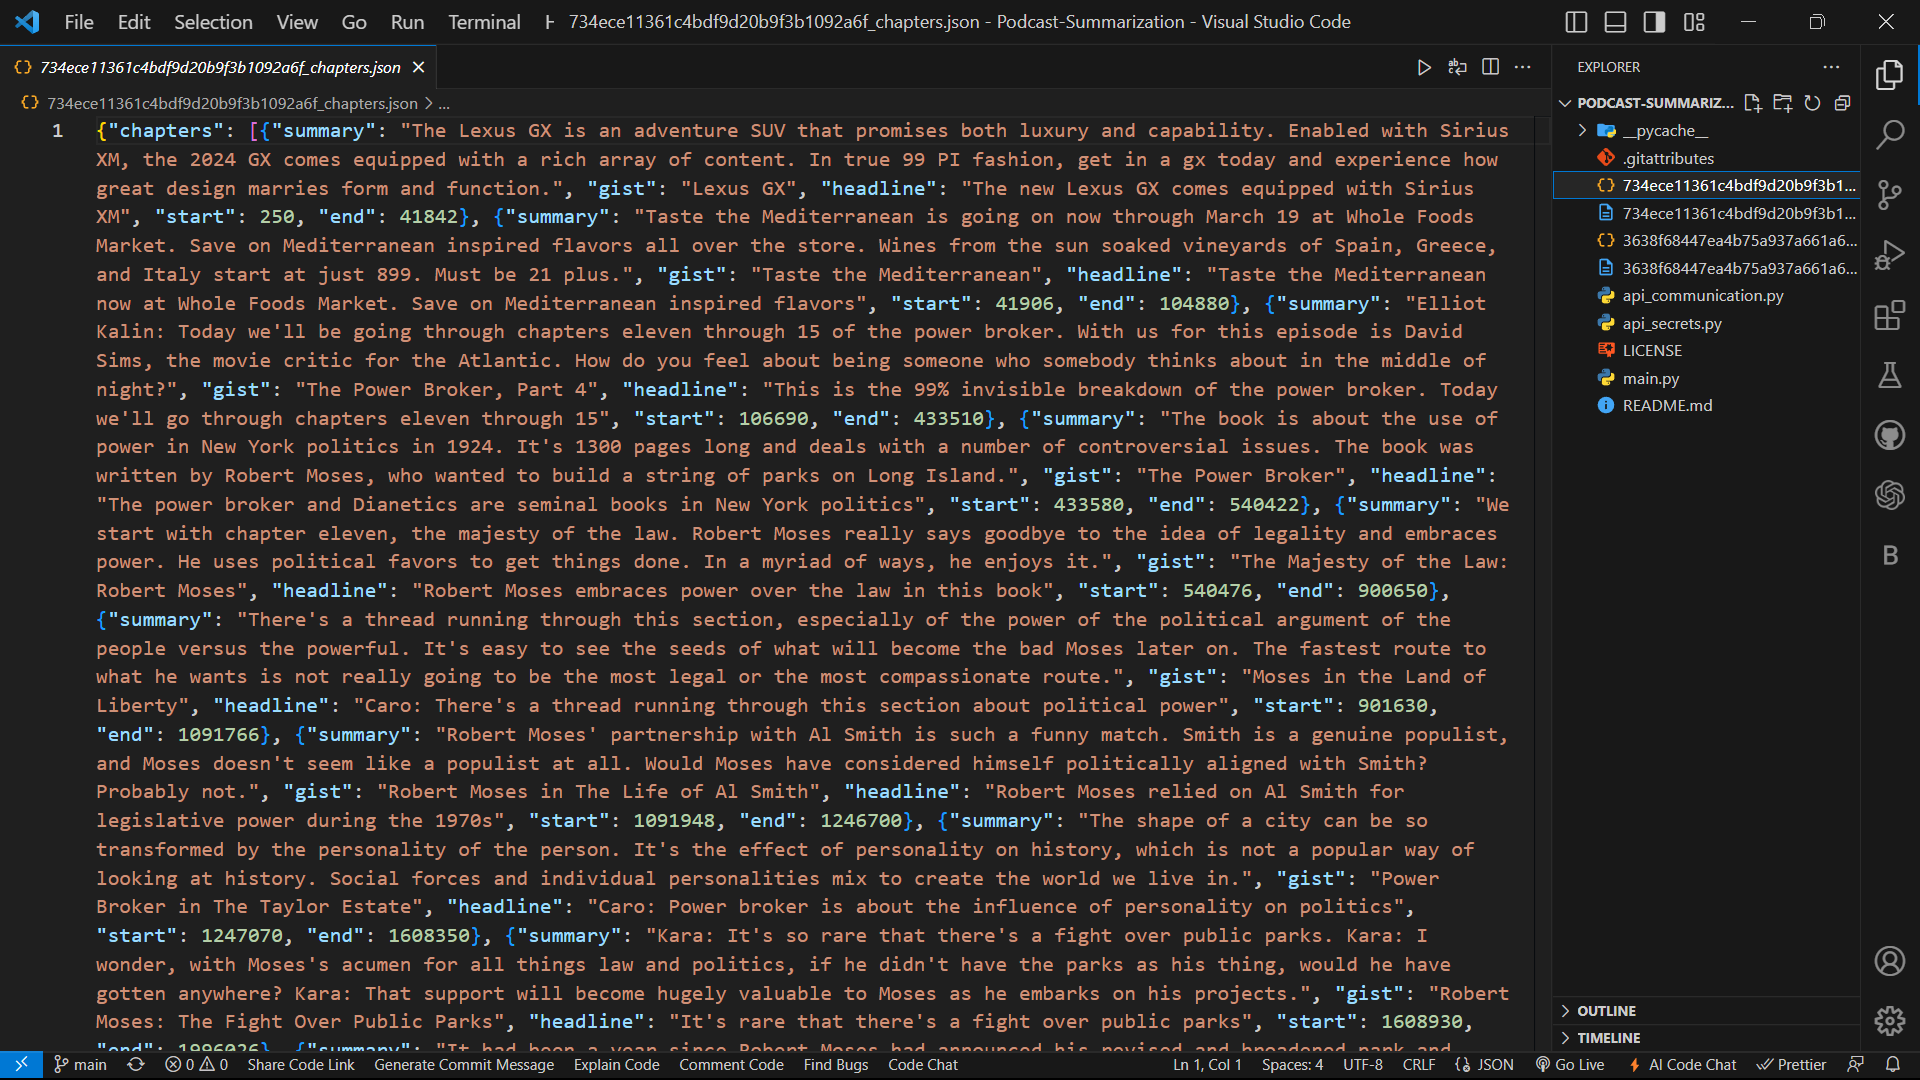 File Edit Selection View Go Run Terminal H 734ece11361c4bdf9d20b9f3b1092a6f_chapters.json - Podcast-Summarization - Visual Studio Code
734ece11361c4bdf9d20b9f3b1092a6f_chapters.json
734ece11361c4bdf9d20b9f3b1092a6f_chapters.json > ...
1 {"chapters": [{"summary": "The Lexus GX is an adventure SUV that promises both luxury and capability. Enabled with Sirius
XM, the 2024 GX comes equipped with a rich array of content. In true 99 PI fashion, get in a gx today and experience how
great design marries form and function.", "gist": "Lexus GX", "headline": "The new Lexus GX comes equipped with Sirius
XM", "start": 250, "end": 41842}, {"summary": "Taste the Mediterranean is going on now through March 19 at Whole Foods
Market. Save on Mediterranean inspired flavors all over the store. Wines from the sun soaked vineyards of Spain, Greece,
and Italy start at just 899. Must be 21 plus.", "gist": "Taste the Mediterranean", "headline": "Taste the Mediterranean
now at Whole Foods Market. Save on Mediterranean inspired flavors", "start": 41906, "end": 104880}, {"summary": "Elliot
Kalin: Today we'll be going through chapters eleven through 15 of the power broker. With us for this episode is David
Sims, the movie critic for the Atlantic. How do you feel about being someone who somebody thinks about in the middle of
night?", "gist": "The Power Broker, Part 4", "headline": "This is the 99% invisible breakdown of the power broker. Today
we'll go through chapters eleven through 15", "start": 106690, "end": 433510}, {"summary": "The book is about the use of
power in New York politics in 1924. It's 1300 pages long and deals with a number of controversial issues. The book was
written by Robert Moses, who wanted to build a string of parks on Long Island.", "gist": "The Power Broker", "headline":
"The power broker and Dianetics are seminal books in New York politics", "start": 433580, "end": 540422}, {"summary": "We
start with chapter eleven, the majesty of the law. Robert Moses really says goodbye to the idea of legality and embraces
power. He uses political favors to get things done. In a myriad of ways, he enjoys it.", "gist": "The Majesty of the Law:
Robert Moses", "headline": "Robert Moses embraces power over the law in this book", "start": 540476, "end": 900650},
{"summary": "There's a thread running through this section, especially of the power of the political argument of the
people versus the powerful. It's easy to see the seeds of what will become the bad Moses later on. The fastest route to
what he wants is not really going to be the most legal or the most compassionate route.", "gist": "Moses in the Land of
Liberty", "headline": "Caro: There's a thread running through this section about political power", "start": 901630,
"end": 1091766}, {"summary": "Robert Moses' partnership with Al Smith is such a funny match. Smith is a genuine populist,
and Moses doesn't seem like a populist at all. Would Moses have considered himself politically aligned with Smith?
Probably not.", "gist": "Robert Moses in The Life of Al Smith", "headline": "Robert Moses relied on Al Smith for
legislative power during the 1970s", "start": 1091948, "end": 1246700}, {"summary": "The shape of a city can be so
transformed by the personality of the person. It's the effect of personality on history, which is not a popular way of
looking at history. Social forces and individual personalities mix to create the world we live in.", "gist": "Power
Broker in The Taylor Estate", "headline": "Caro: Power broker is about the influence of personality on politics",
"start": 1247070, "end": 1608350}, {"summary": "Kara: It's so rare that there's a fight over public parks. Kara: I
wonder, with Moses's acumen for all things law and politics, if he didn't have the parks as his thing, would he have
gotten anywhere? Kara: That support will become hugely valuable to Moses as he embarks on his projects.", "gist": "Robert
Moses: The Fight Over Public Parks", "headline": "It's rare that there's a fight over public parks", "start": 1608930,
"end": 1996026}, {"summary": "It had been a year since Robert Moses had announced his revised and broadened park and
EXPLORER
PODCAST-SUMMARIZ...
__pycache__
.gitattributes
734ece11361c4bdf9d20b9f3b1...
734ece11361c4bdf9d20b9f3b1...
3638f68447ea4b75a937a661a6...
3638f68447ea4b75a937a661a6...
api_communication.py
api_secrets.py
LICENSE
main.py
README.md
OUTLINE
TIMELINE
B
main 0 0 Share Code Link Generate Commit Message Explain Code Comment Code Find Bugs Code Chat Ln 1, Col 1 Spaces: 4 UTF-8 CRLF {} JSON Go Live AI Code Chat Prettier